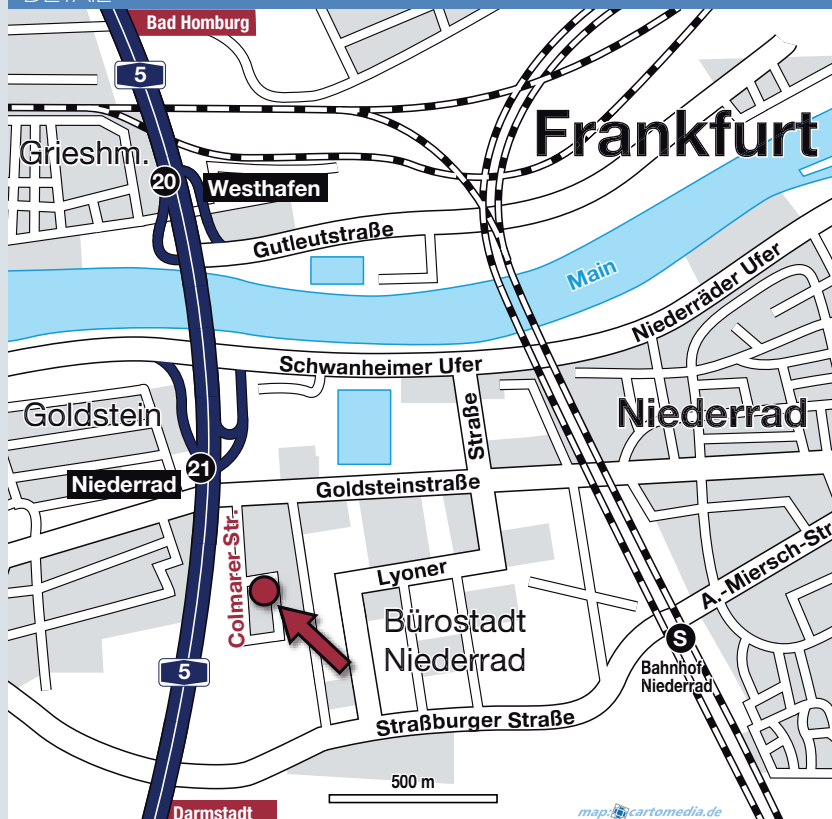 Bad Homburg
5
Frankfurt
Grieshm.
20
Westhafen
Gutleutstraße
Main
Niederräder Ufer
Schwanheimer Ufer
Goldstein
Straße
Niederrad
21
Niederrad
Goldsteinstraße
Colmarer Str.
Lyoner
A.-Miersch-Str
Bürostadt
Niederrad
S
Bahnhof
Niederrad
5
Straßburger Straße
500 m
Darmstadt
map: cartomedia.de